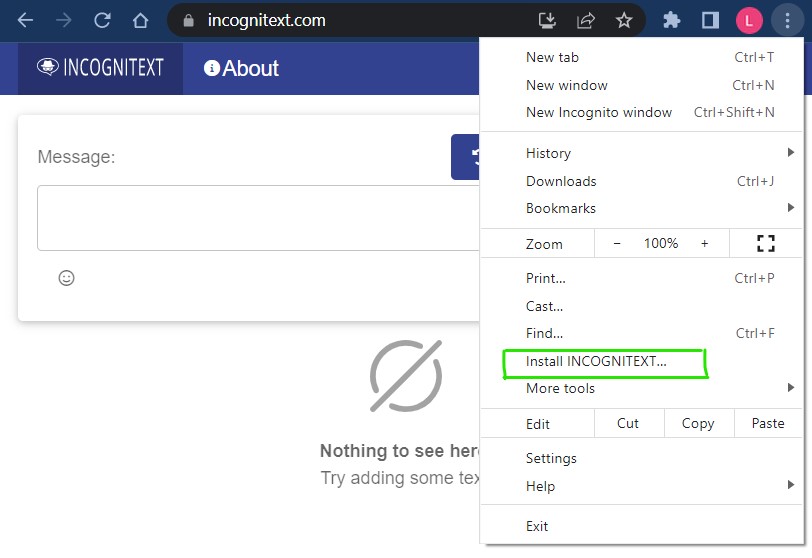 incognitext.com
L
INCOGNITEXT
About
Message:
Nothing to see her
Try adding some tex
New tab Ctrl+T
New window Ctrl+N
New Incognito window Ctrl+Shift+N
History
Downloads Ctrl+J
Bookmarks
Zoom − 100% +
Print... Ctrl+P
Cast...
Find... Ctrl+F
Install INCOGNITEXT...
More tools
Edit Cut Copy Paste
Settings
Help
Exit